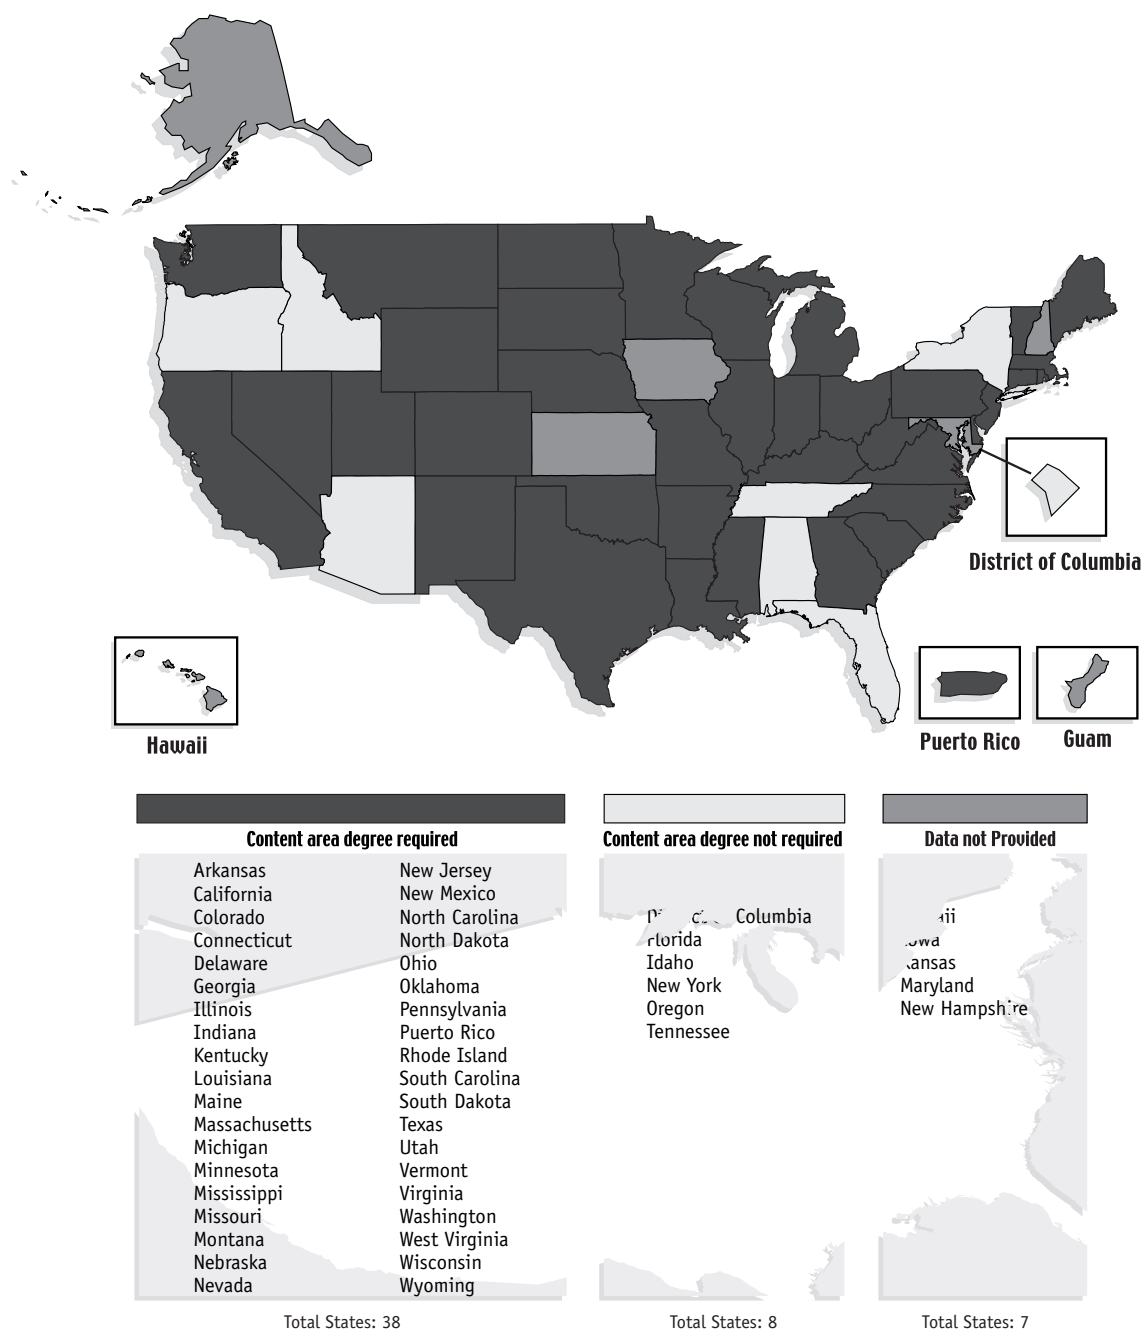 District of Columbia
Hawaii
Puerto Rico
Guam
Content area degree required
Content area degree not required
Data not Provided
Arkansas
California
Colorado
Connecticut
Delaware
Georgia
Illinois
Indiana
Kentucky
Louisiana
Maine
Massachusetts
Michigan
Minnesota
Mississippi
Missouri
Montana
Nebraska
Nevada
New Jersey
New Mexico
North Carolina
North Dakota
Ohio
Oklahoma
Pennsylvania
Puerto Rico
Rhode Island
South Carolina
South Dakota
Texas
Utah
Vermont
Virginia
Washington
West Virginia
Wisconsin
Wyoming
Total States: 38
Columbia
Florida
Idaho
New York
Oregon
Tennessee
Total States: 8
Kansas
Maryland
New Hampshire
Total States: 7